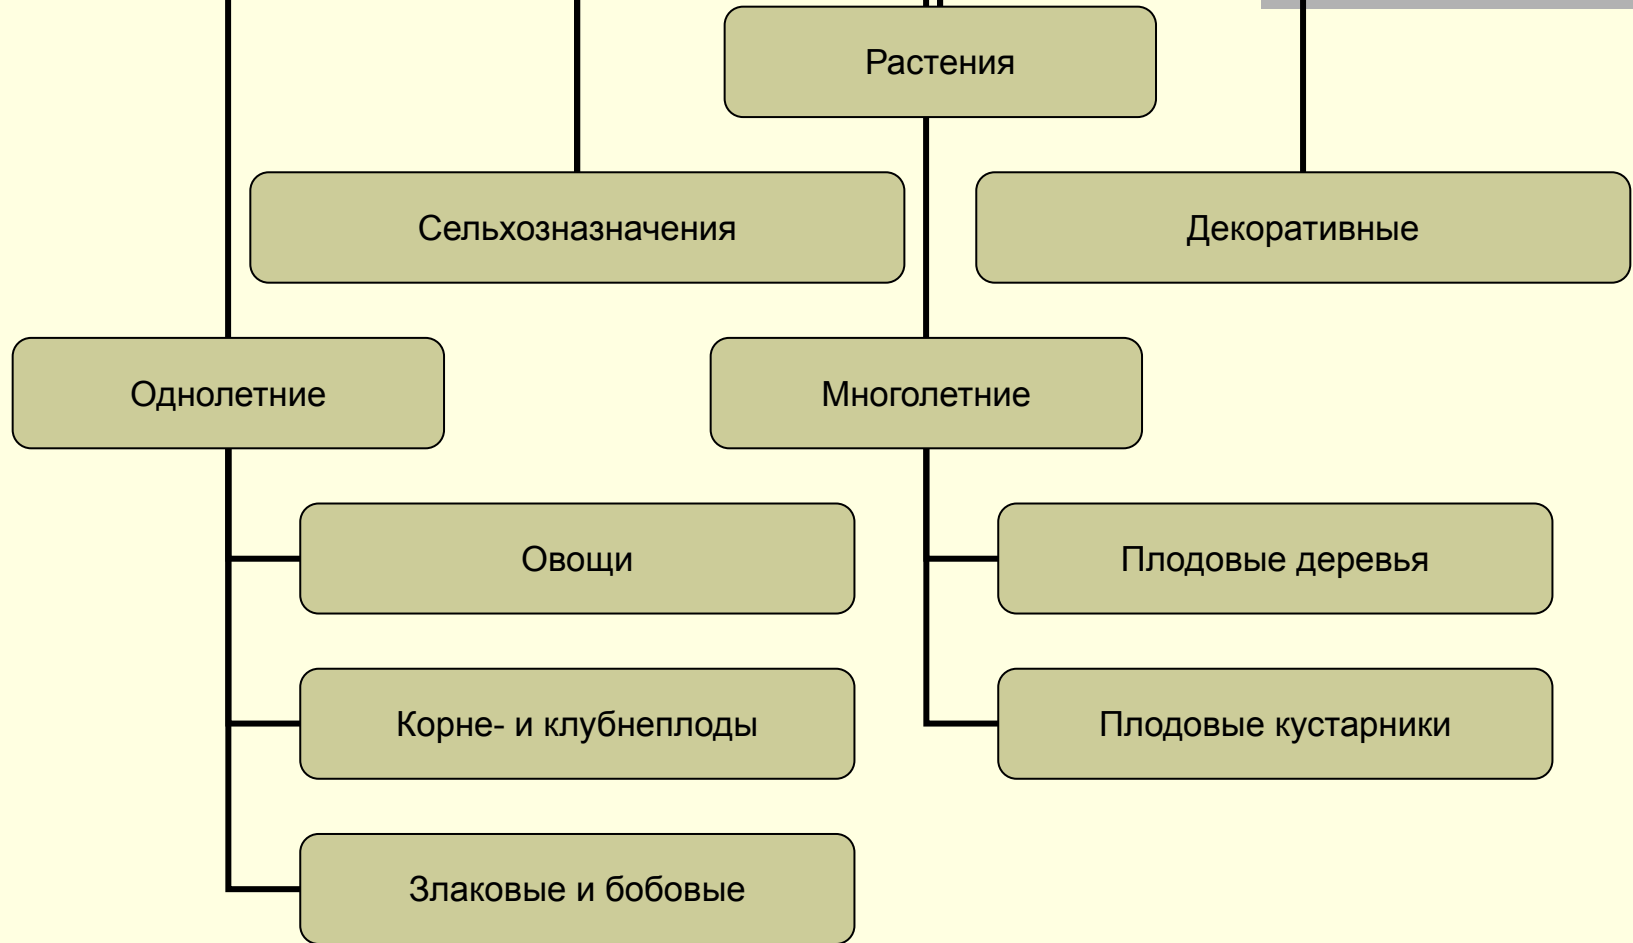 Растения
Сельхозназначения
Декоративные
Однолетние
Многолетние
Овощи
Плодовые деревья
Корне- и клубнеплоды
Плодовые кустарники
Злаковые и бобовые